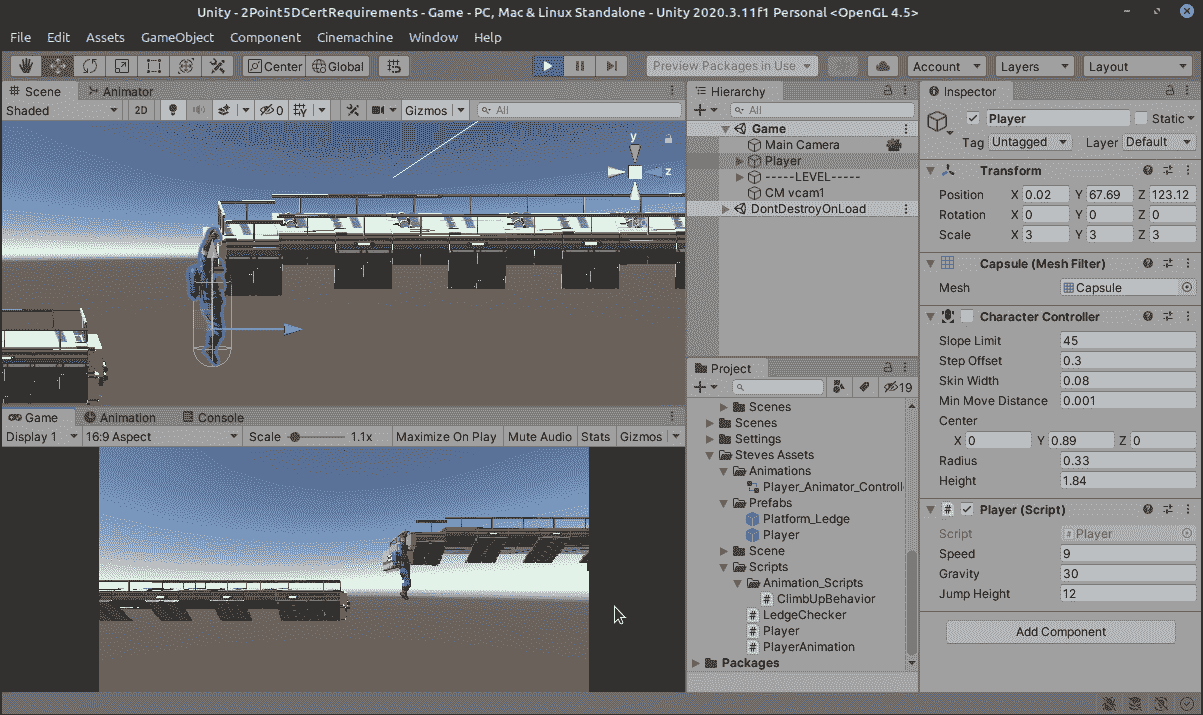 Unity - 2Point5DCertRequirements - Game - PC, Mac & Linux Standalone - Unity 2020.3.11f1 Personal <OpenGL 4.5>
File Edit Assets GameObject Component Cinemachine Window Help
Center Global Preview Packages in Use Account Layers Layout
Scene Animator
Shaded 2D 0 Gizmos All
y
z
Game Animation Console
Display 1 16:9 Aspect Scale 1.1x Maximize On Play Mute Audio Stats Gizmos
Hierarchy
All
Game
Main Camera
Player
-----LEVEL-----
CM vcam1
DontDestroyOnLoad
Project
19
Scenes
Scenes
Settings
Steves Assets
Animations
Player_Animator_Controll
Prefabs
Platform_Ledge
Player
Scene
Scripts
Animation_Scripts
ClimbUpBehavior
LedgeChecker
Player
PlayerAnimation
Packages
Inspector
Player Static
Tag Untagged Layer Default
Transform
Position X 0.02 Y 67.69 Z 123.12
Rotation X 0 Y 0 Z 0
Scale X 3 Y 3 Z 3
Capsule (Mesh Filter)
Mesh Capsule
Character Controller
Slope Limit 45
Step Offset 0.3
Skin Width 0.08
Min Move Distance 0.001
Center
X 0 Y 0.89 Z 0
Radius 0.33
Height 1.84
Player (Script)
Script Player
Speed 9
Gravity 30
Jump Height 12
Add Component